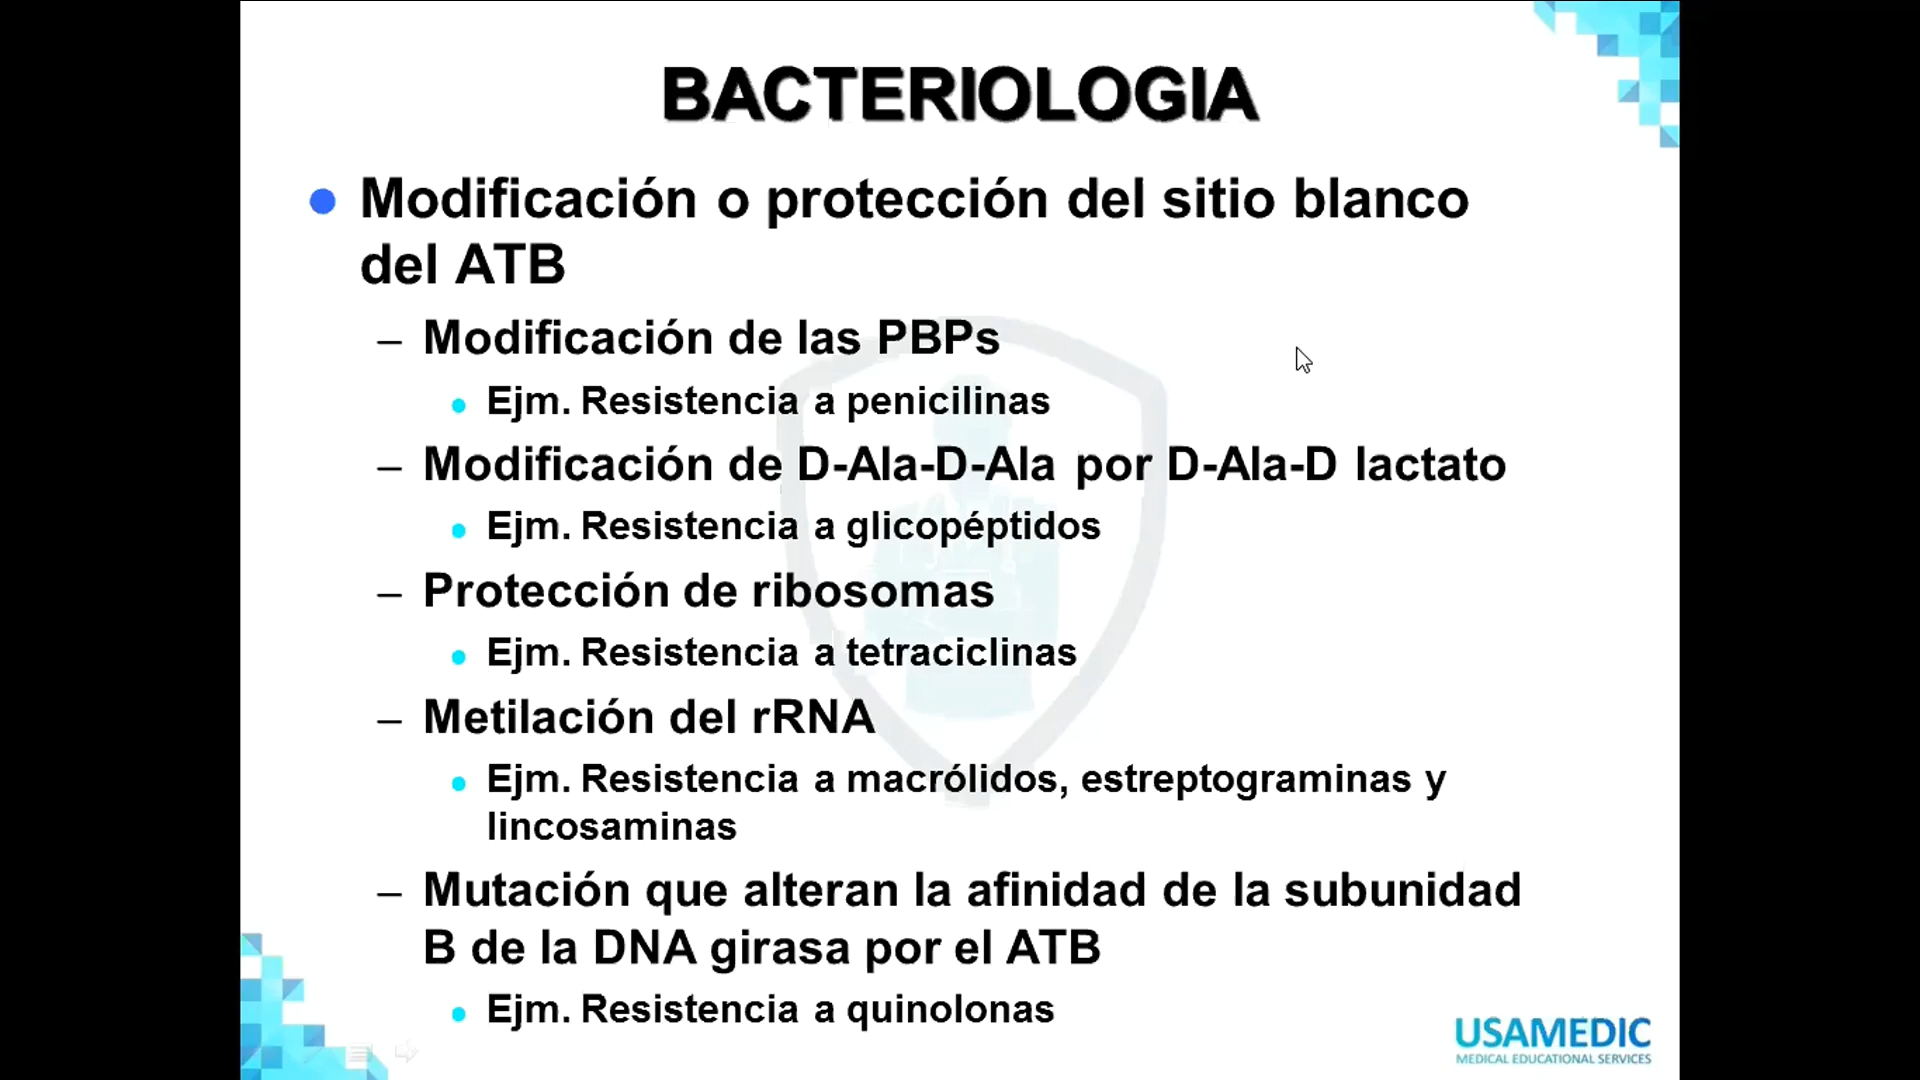 BACTERIOLOGIA
Modificación o protección del sitio blanco
del ATB
– Modificación de las PBPs
Ejm. Resistencia a penicilinas
– Modificación de D-Ala-D-Ala por D-Ala-D lactato
Ejm. Resistencia a glicopéptidos
– Protección de ribosomas
Ejm. Resistencia a tetraciclinas
– Metilación del rRNA
Ejm. Resistencia a macrólidos, estreptograminas y
lincosaminas
– Mutación que alteran la afinidad de la subunidad
B de la DNA girasa por el ATB
Ejm. Resistencia a quinolonas
USAMEDIC
MEDICAL EDUCATIONAL SERVICES